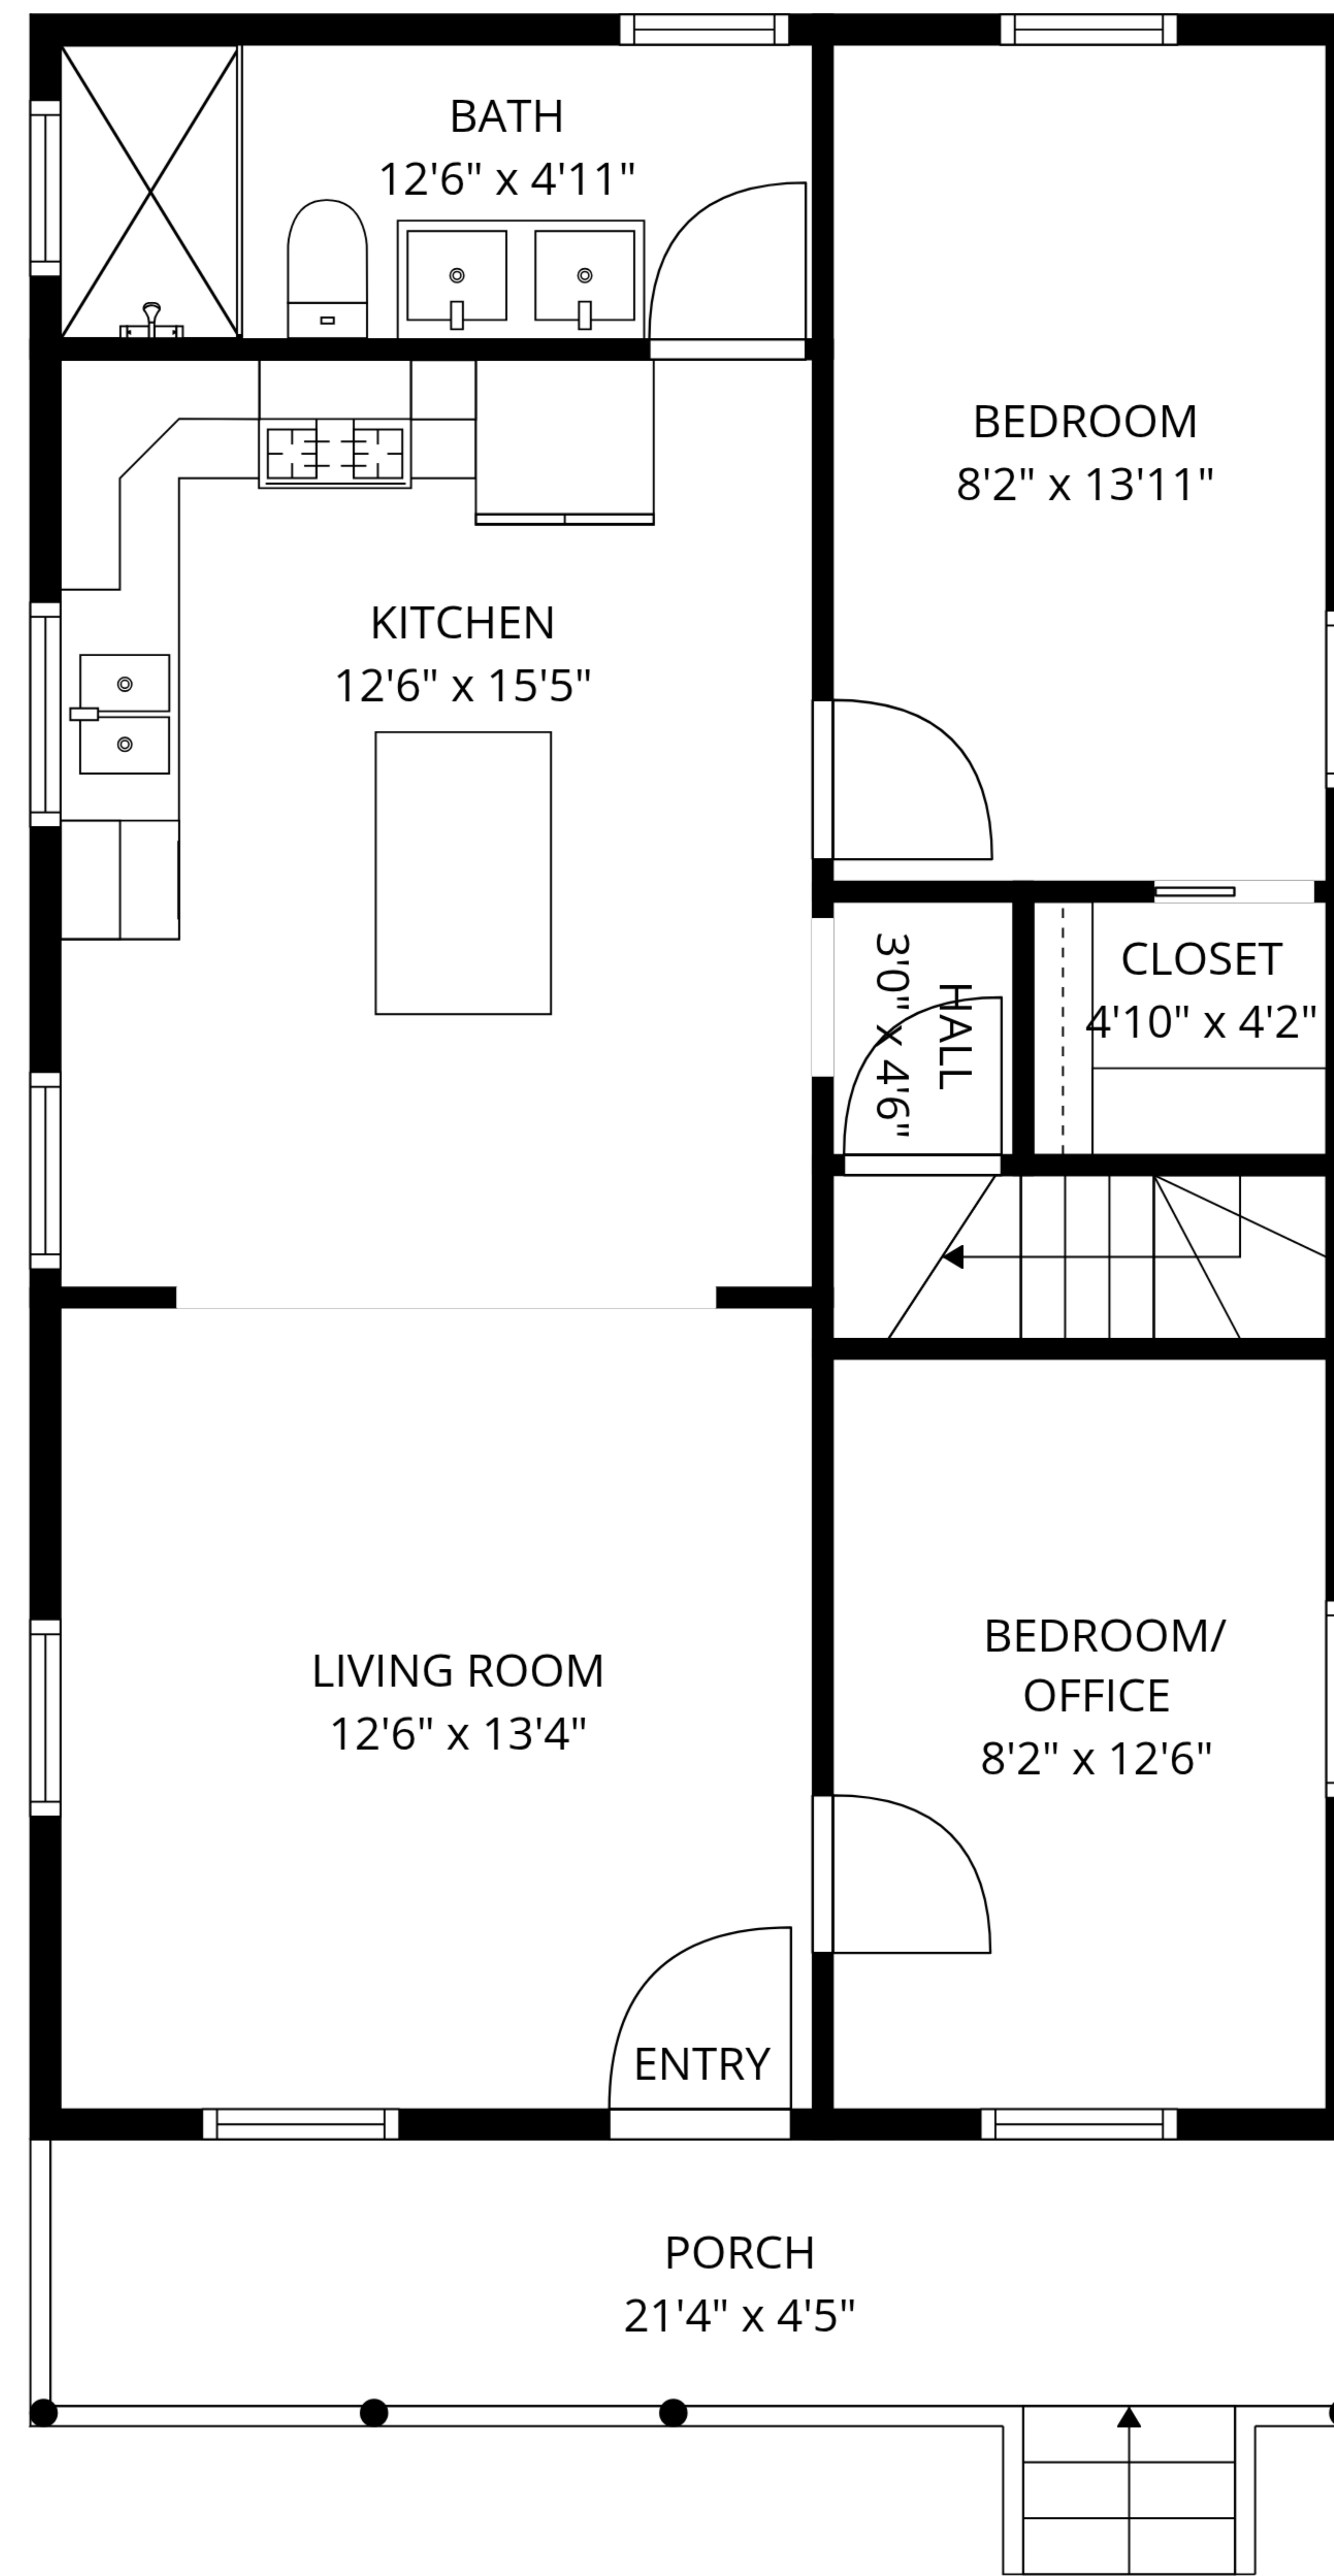 BATH
12'6" x 4'11"
BEDROOM
8'2" x 13'11"
KITCHEN
12'6" x 15'5"
CLOSET
4'10" x 4'2"
HALL
3'0" x 4'6"
LIVING ROOM
12'6" x 13'4"
BEDROOM/
OFFICE
8'2" x 12'6"
ENTRY
PORCH
21'4" x 4'5"